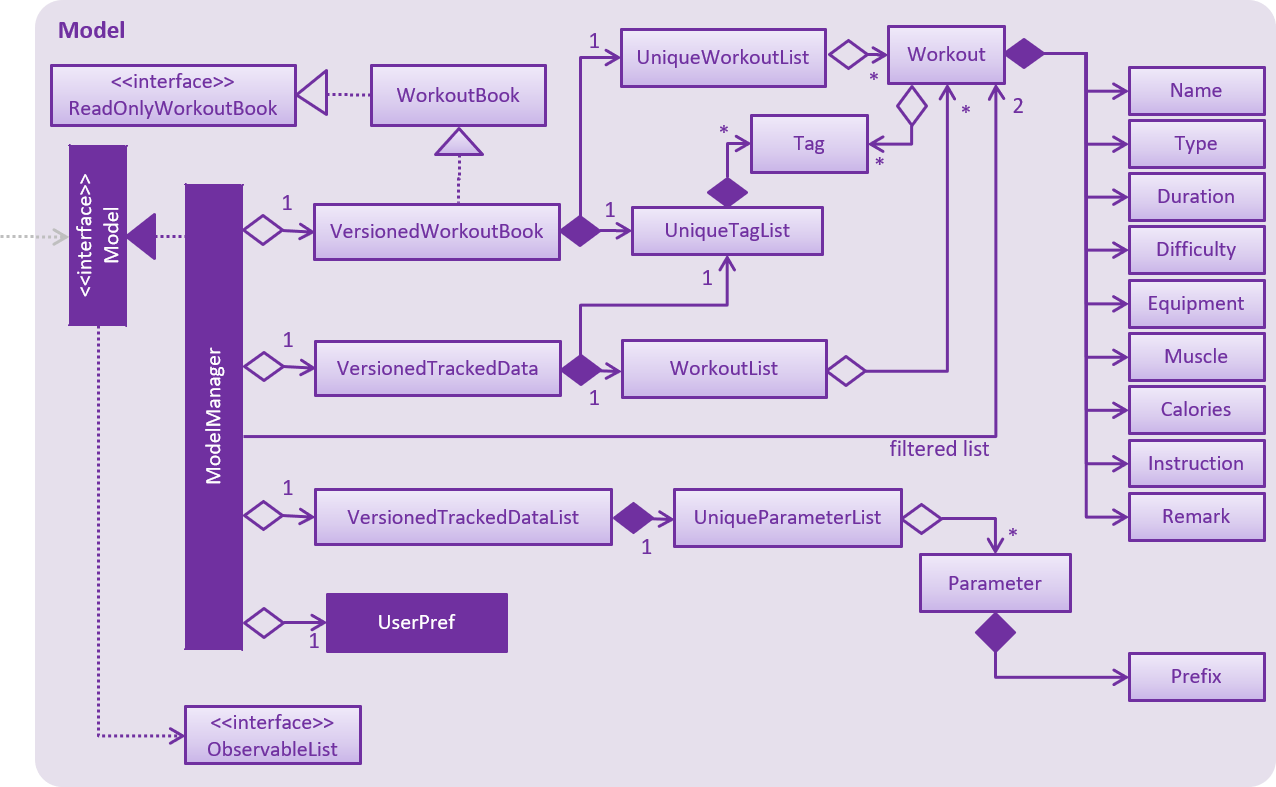 Model
<<interface>>
ReadOnlyWorkoutBook
WorkoutBook
1
UniqueWorkoutList
*
Workout
Name
Type
Duration
Difficulty
Equipment
Muscle
Calories
Instruction
Remark
*
2
*
Tag
*
<<interface>>
Model
ModelManager
1
VersionedWorkoutBook
1
UniqueTagList
1
1
VersionedTrackedData
1
WorkoutList
filtered list
1
VersionedTrackedDataList
1
UniqueParameterList
*
Parameter
Prefix
1
UserPref
<<interface>>
ObservableList